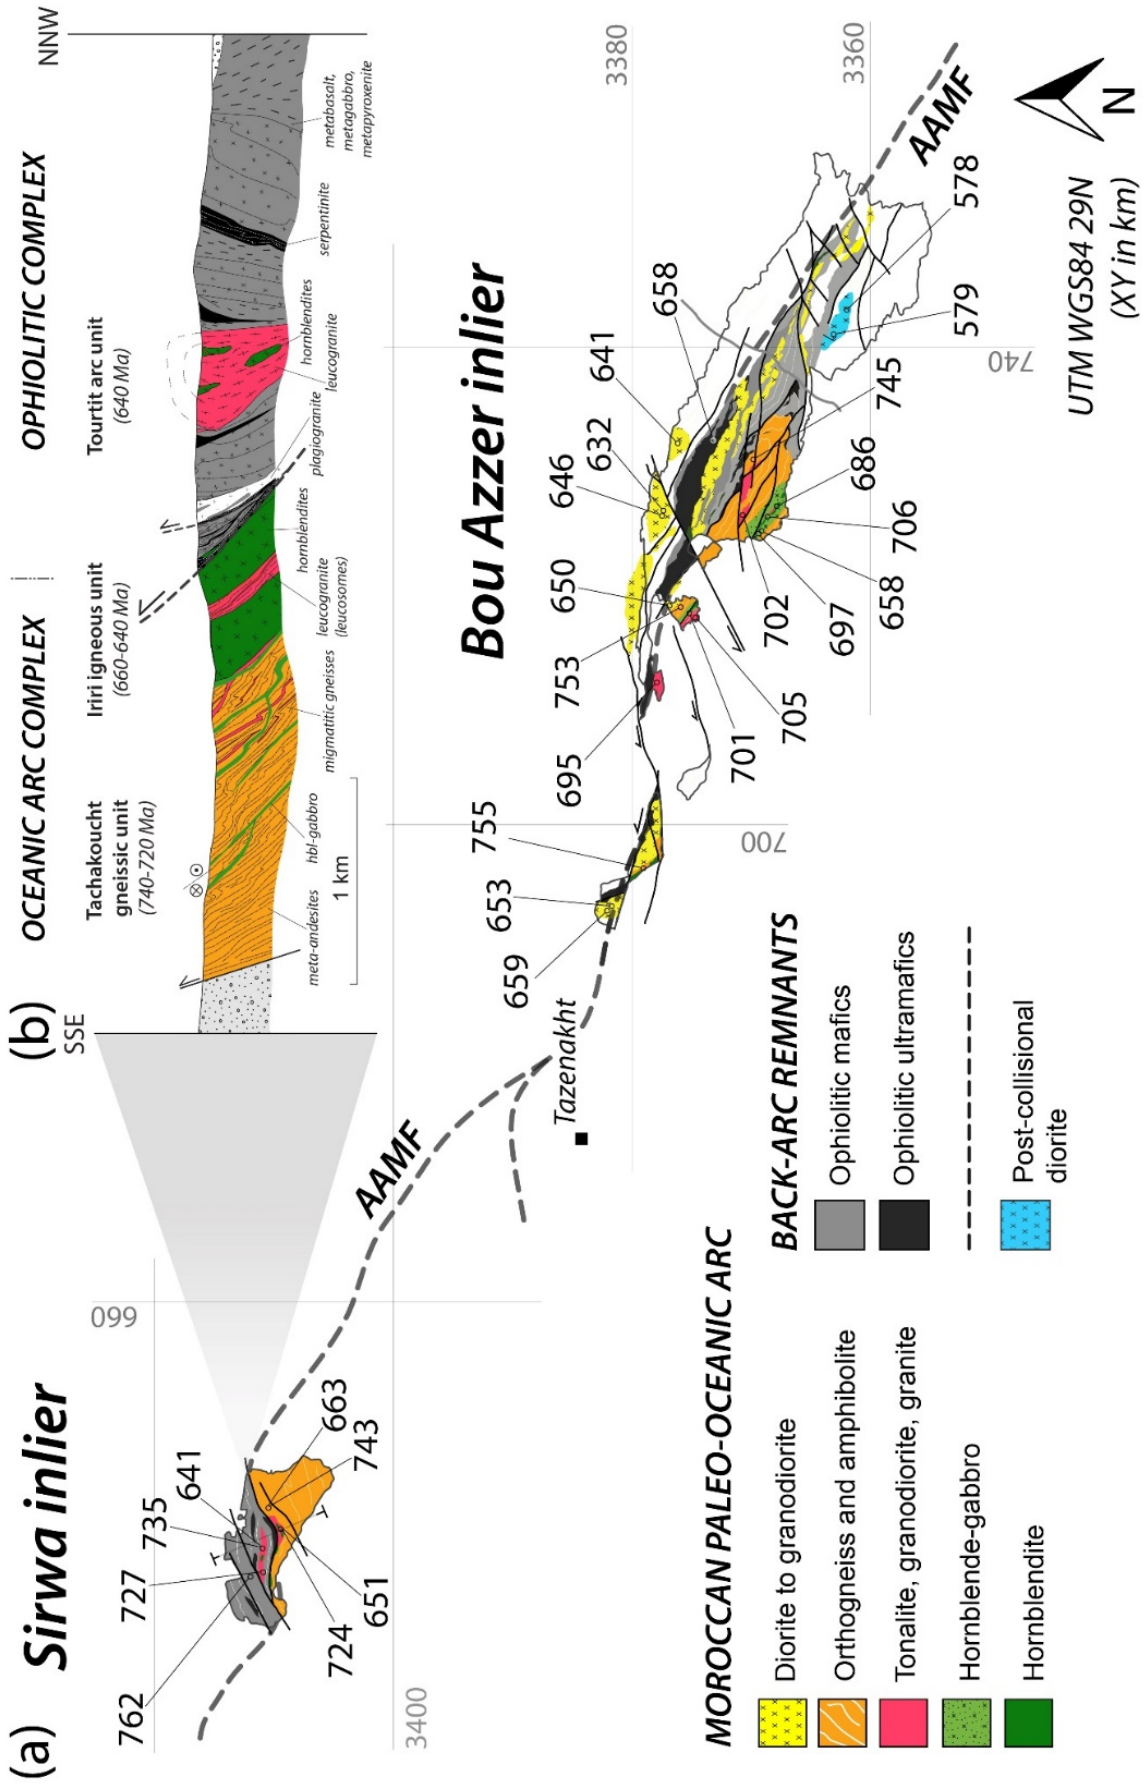 (a)
Sirwa inlier
762
727
735
641
724
651
743
663
660
3400
AAMF
(b)
SSE
NNW
OCEANIC ARC COMPLEX
OPHIOLITIC COMPLEX
Tachakoucht
gneissic unit
(740-720 Ma)
Iriri igneous unit
(660-640 Ma)
Tourtit arc unit
(640 Ma)
meta-andesites
hbl-gabbro
migmatitic gneisses
leucogranite
(leucosomes)
hornblendites
plagiogranite
leucogranite
hornblendites
serpentinite
metabasalt,
metagabbro,
metapyroxenite
1 km
Bou Azzer inlier
Tazenakht
659
653
755
695
753
650
646
632
641
658
701
705
702
697
658
706
686
745
579
578
700
740
3380
3360
AAMF
N
UTM WGS84 29N
(XY in km)
MOROCCAN PALEO-OCEANIC ARC
Diorite to granodiorite
Orthogneiss and amphibolite
Tonalite, granodiorite, granite
Hornblende-gabbro
Hornblendite
BACK-ARC REMNANTS
Ophiolitic mafics
Ophiolitic ultramafics
Post-collisional
diorite